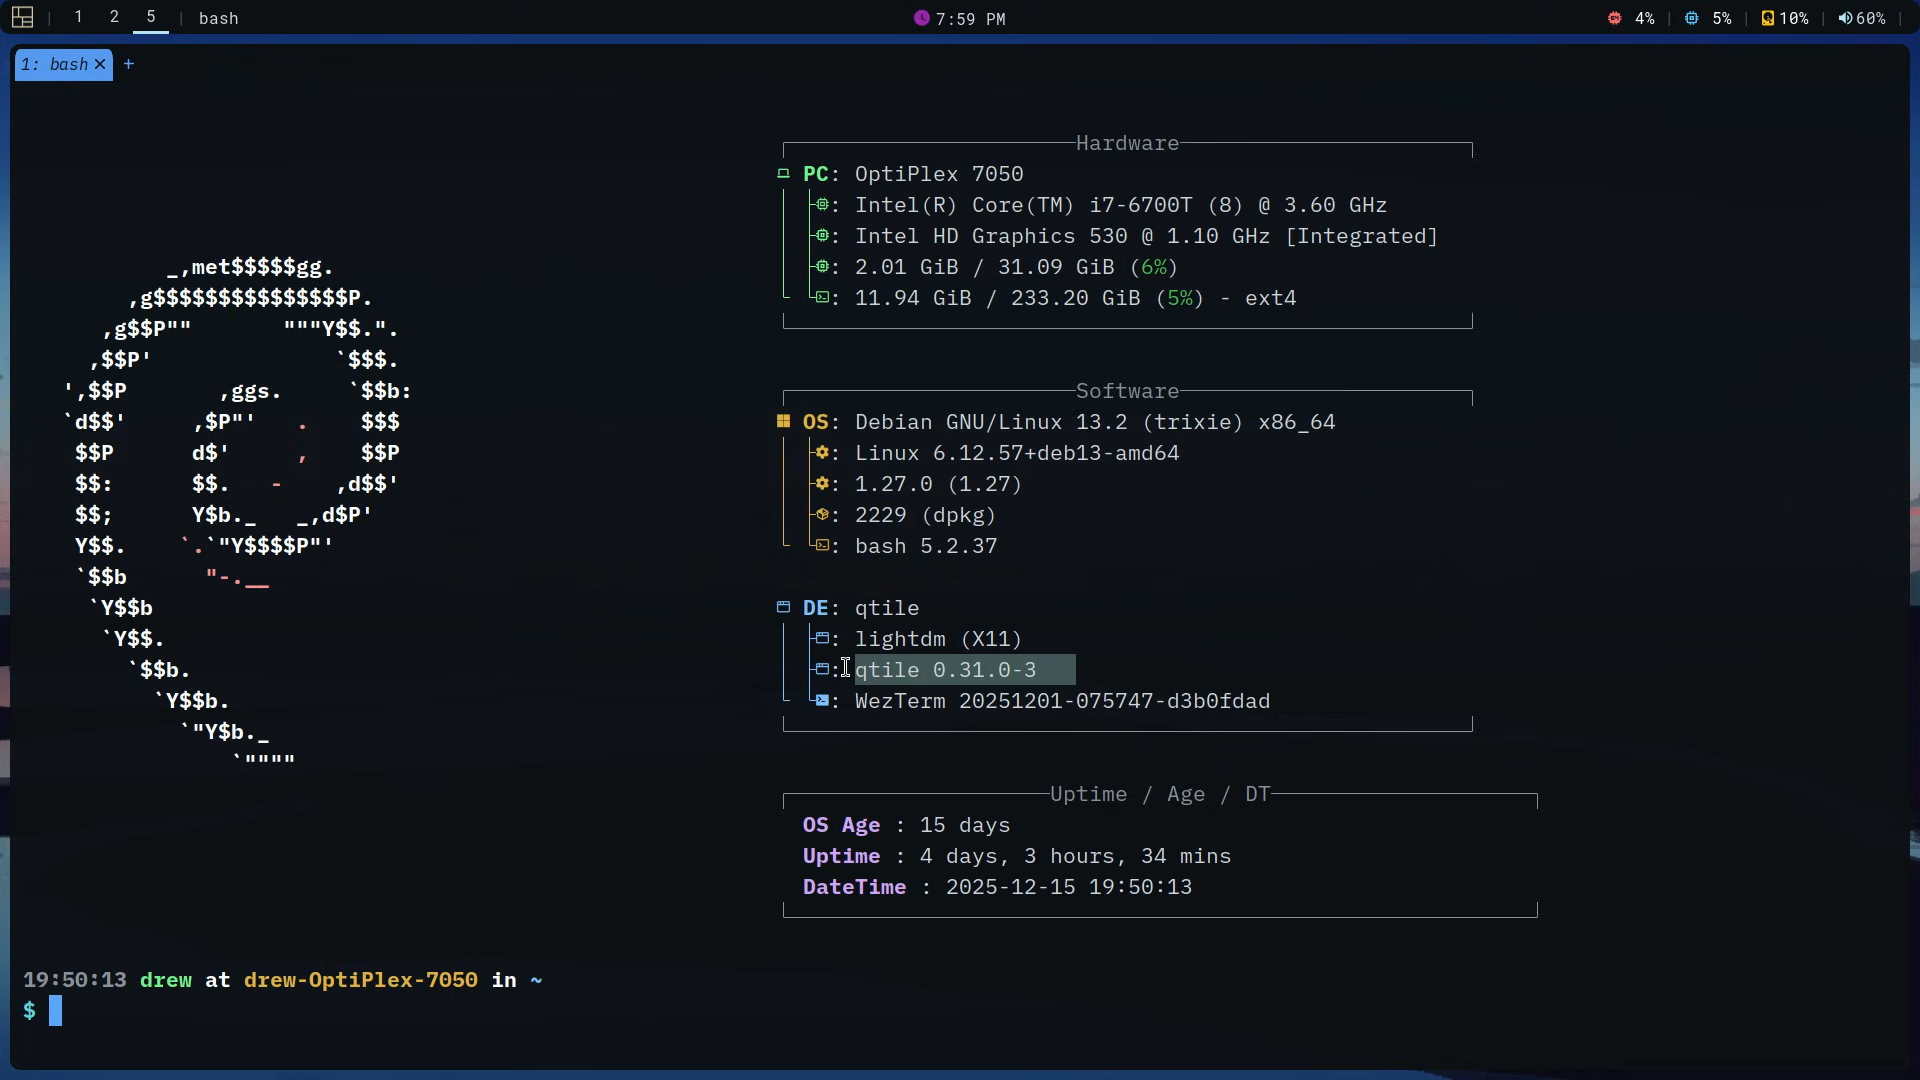 1 2 5 bash 7:59 PM 4% 5% 10% 60%
1: bash × +
Hardware
PC: OptiPlex 7050
: Intel(R) Core(TM) i7-6700T (8) @ 3.60 GHz
: Intel HD Graphics 530 @ 1.10 GHz [Integrated]
: 2.01 GiB / 31.09 GiB (6%)
: 11.94 GiB / 233.20 GiB (5%) - ext4
Software
OS: Debian GNU/Linux 13.2 (trixie) x86_64
: Linux 6.12.57+deb13-amd64
: 1.27.0 (1.27)
: 2229 (dpkg)
: bash 5.2.37
DE: qtile
: lightdm (X11)
: qtile 0.31.0-3
: WezTerm 20251201-075747-d3b0fdad
Uptime / Age / DT
OS Age : 15 days
Uptime : 4 days, 3 hours, 34 mins
DateTime : 2025-12-15 19:50:13
_,met$$$$$gg.
,g$$$$$$$$$$$$$$$P.
,g$$P"" """Y$$.".
,$$P' `$$$.
',$$P ,ggs. `$$b:
`d$$' ,$P"' . $$$
$$P d$' , $$P
$$: $$. - ,d$$'
$$; Y$b._ _,d$P'
Y$$. `.`"Y$$$$P"'
`$$b "-.__
`Y$$b
`Y$$.
`$$b.
`Y$$b.
`"Y$b._
`""""
19:50:13 drew at drew-OptiPlex-7050 in ~
$